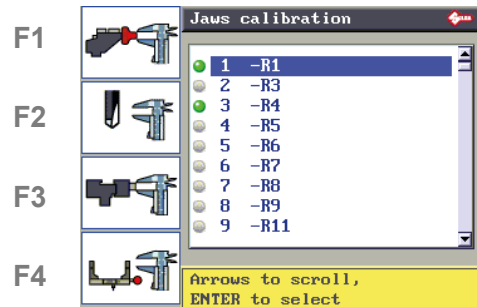 Jaws calibration
F1
1 -R1
2 -R3
F2
3 -R4
4 -R5
5 -R6
F3
6 -R7
7 -R8
8 -R9
9 -R11
F4
Arrows to scroll,
ENTER to select